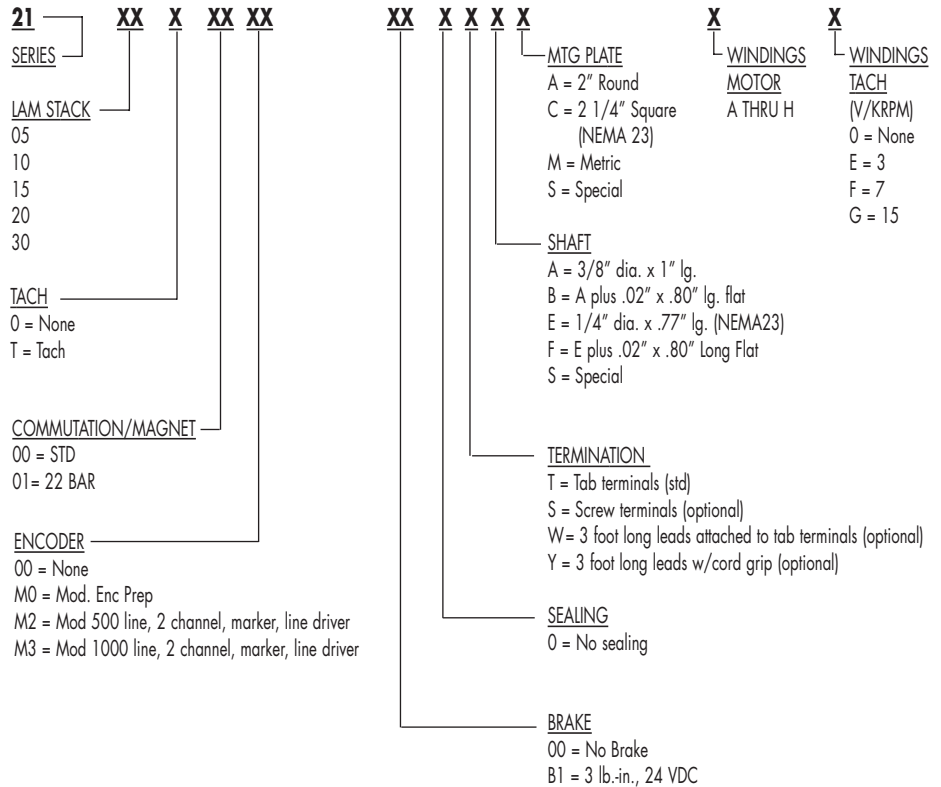 21 XX X XX XX XX X X X X X X
SERIES
LAM STACK
05
10
15
20
30
TACH
0 = None
T = Tach
COMMUTATION/MAGNET
00 = STD
01= 22 BAR
ENCODER
00 = None
M0 = Mod. Enc Prep
M2 = Mod 500 line, 2 channel, marker, line driver
M3 = Mod 1000 line, 2 channel, marker, line driver
MTG PLATE
A = 2" Round
C = 2 1/4" Square
(NEMA 23)
M = Metric
S = Special
SHAFT
A = 3/8" dia. x 1" lg.
B = A plus .02" x .80" lg. flat
E = 1/4" dia. x .77" lg. (NEMA23)
F = E plus .02" x .80" Long Flat
S = Special
TERMINATION
T = Tab terminals (std)
S = Screw terminals (optional)
W= 3 foot long leads attached to tab terminals (optional)
Y = 3 foot long leads w/cord grip (optional)
SEALING
0 = No sealing
BRAKE
00 = No Brake
B1 = 3 lb.-in., 24 VDC
WINDINGS
MOTOR
A THRU H
WINDINGS
TACH
(V/KRPM)
0 = None
E = 3
F = 7
G = 15